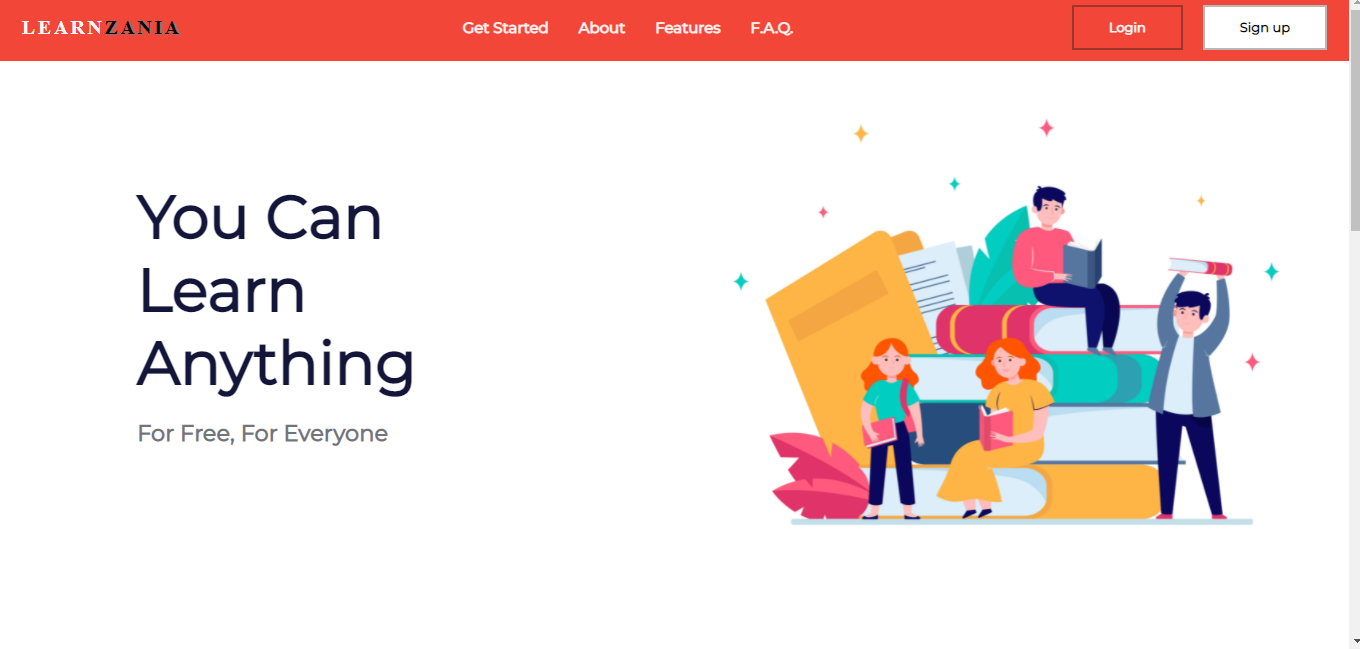 LEARNZANIA
Get Started
About
Features
F.A.Q.
Login
Sign up
You Can
Learn
Anything
For Free, For Everyone